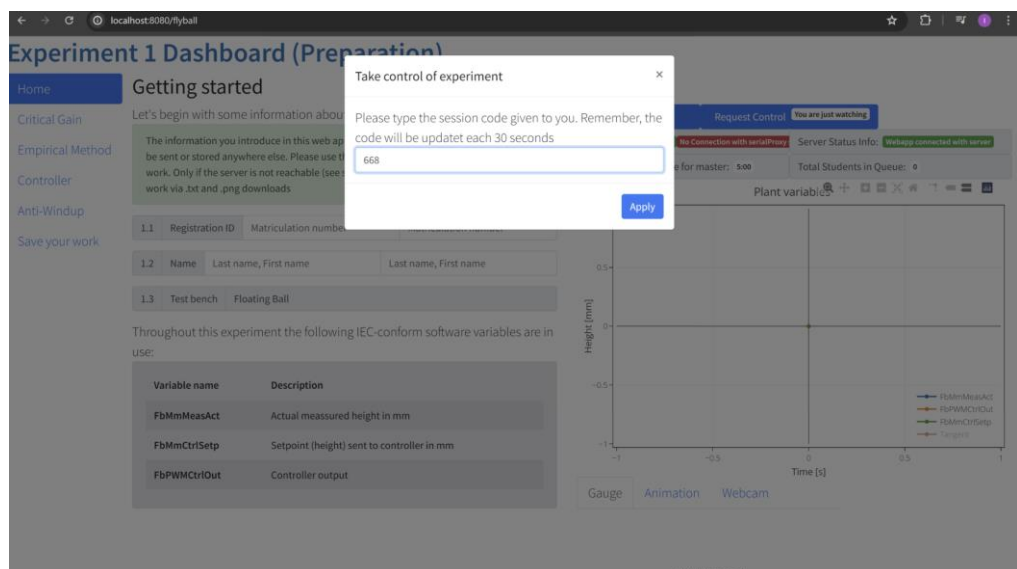 localhost:8080/flyball
Experiment 1 Dashboard (Preparation)
Home
Critical Gain
Empirical Method
Controller
Anti-Windup
Save your work
Getting started
Let's begin with some information abou
The information you introduce in this web ap
be sent or stored anywhere else. Please use t
work. Only if the server is not reachable (see
work via .txt and .png downloads
1.1 Registration ID Matriculation number
1.2 Name Last name, First name Last name, First name
1.3 Test bench Floating Ball
Throughout this experiment the following IEC-conform software variables are in
use:
Variable name Description
FbMmMeasAct Actual meassured height in mm
FbMmCtrlSetp Setpoint (height) sent to controller in mm
FbPWMCtrlOut Controller output
Take control of experiment ×
Please type the session code given to you. Remember, the
code will be updatet each 30 seconds
668
Apply
Request Control You are just watching
No Connection with serialProxy Server Status Info: Webapp connected with server
e for master: 5:00 Total Students in Queue: 0
Plant variables
Height [mm]
0.5
0
−0.5
−1
−1 −0.5 0 0.5 1
Time [s]
FbMmMeasAct
FbPWMCtrlOut
FbMmCtrlSetp
Tangent
Gauge Animation Webcam